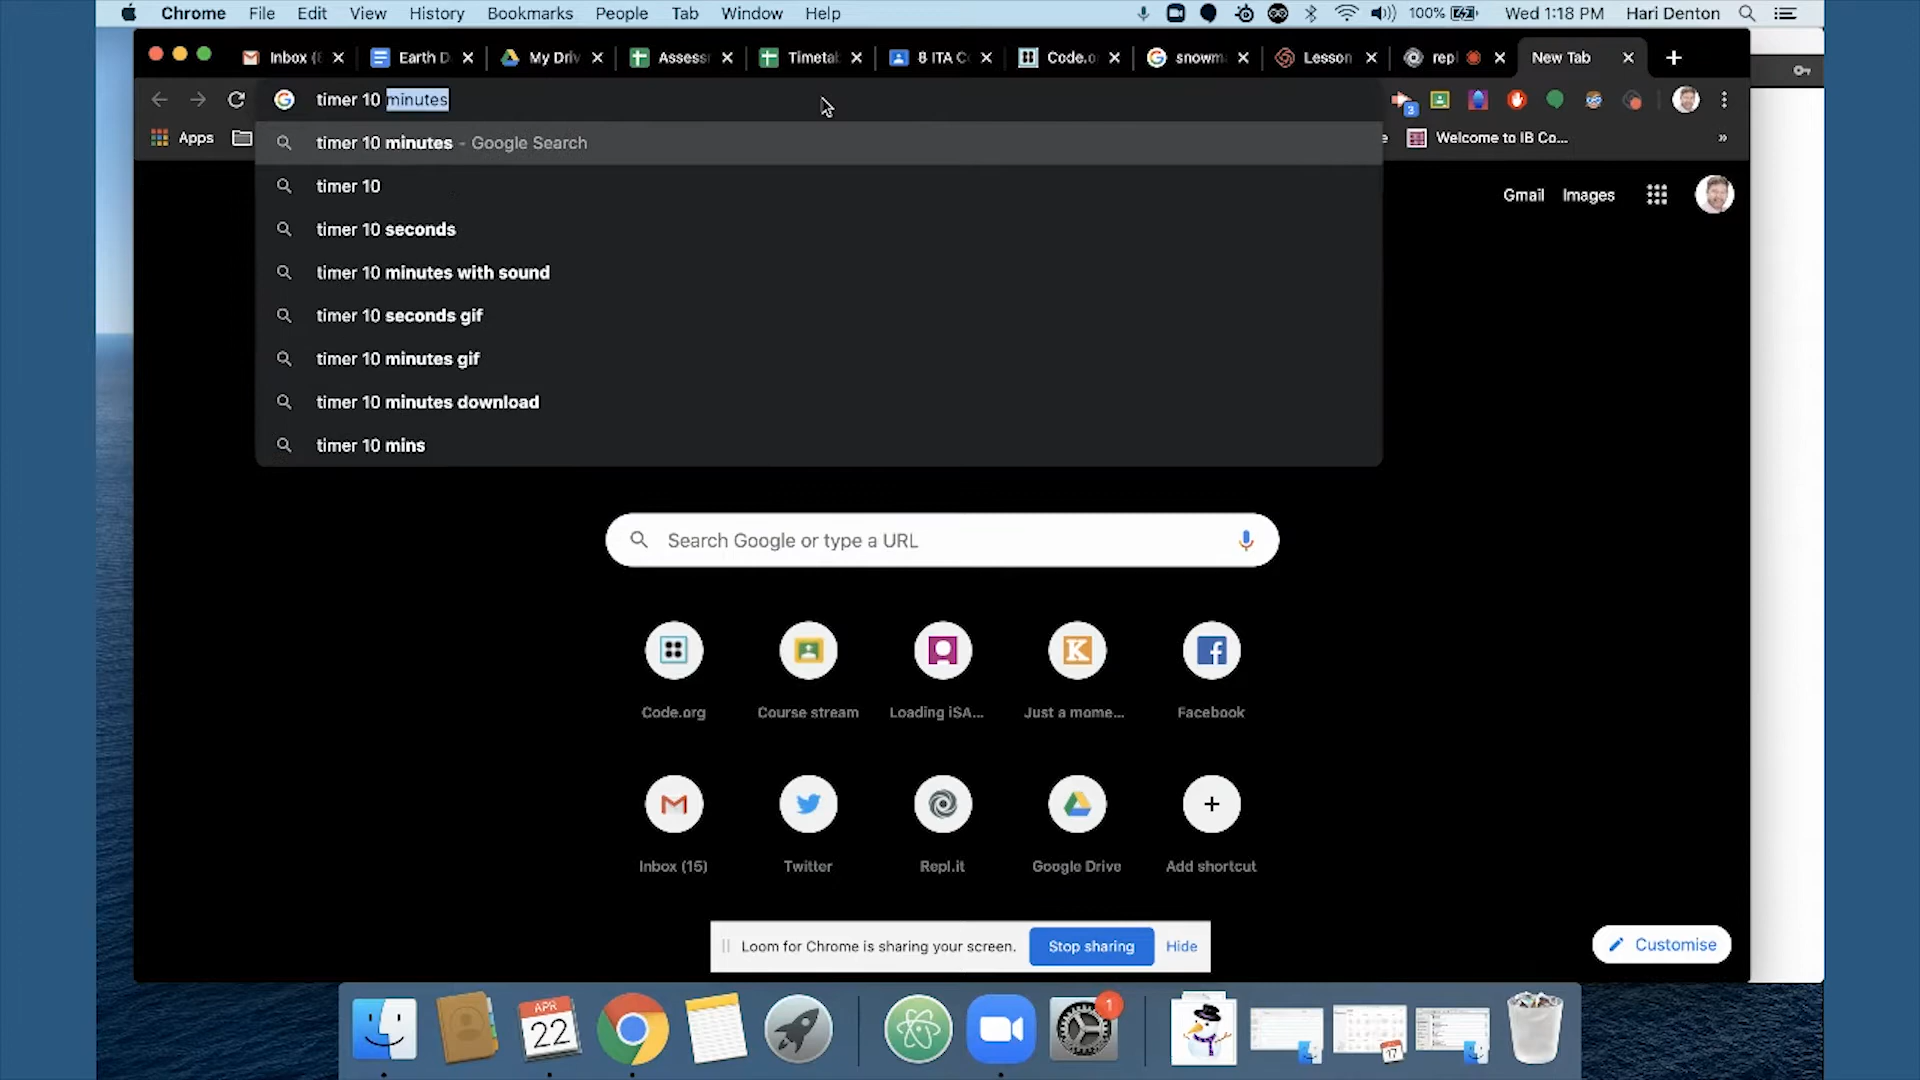 Chrome File Edit View History Bookmarks People Tab Window Help 100% Wed 1:18 PM Hari Denton
Inbox (8 Earth D My Driv Assess Timetal 8 ITA C Code.o snowm Lesson repl New Tab
timer 10 minutes
3
Apps
Welcome to IB Co...
timer 10 minutes - Google Search
timer 10
Gmail Images
timer 10 seconds
timer 10 minutes with sound
timer 10 seconds gif
timer 10 minutes gif
timer 10 minutes download
timer 10 mins
Search Google or type a URL
Code.org Course stream Loading iSA... Just a mome... Facebook
Inbox (15) Twitter Repl.it Google Drive Add shortcut
Loom for Chrome is sharing your screen. Stop sharing Hide
Customise
APR
22
1
17